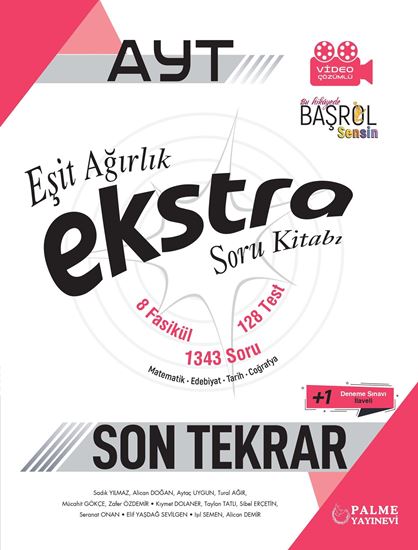 AYT
VİDEO
ÇÖZÜMLÜ
Bu hikâyede
BAŞROL
Sensin
Eşit Ağırlık
ekstra
Soru Kitabı
8 Fasikül
128 Test
1343 Soru
Matematik • Edebiyat • Tarih • Coğrafya
+1 Deneme Sınavı
İlaveli
SON TEKRAR
Sadık YILMAZ, Alican DOĞAN, Aytaç UYGUN, Tural AĞIR,
Mücahit GÖKÇE, Zafer ÖZDEMİR • Kıymet DOLANER, Taylan TATLI, Sibel ERÇETİN,
Seranat ONAN • Elif YAŞDAĞ SEVİLGEN • Işıl SEMEN, Alican DEMİR
PALME
YAYINEVİ